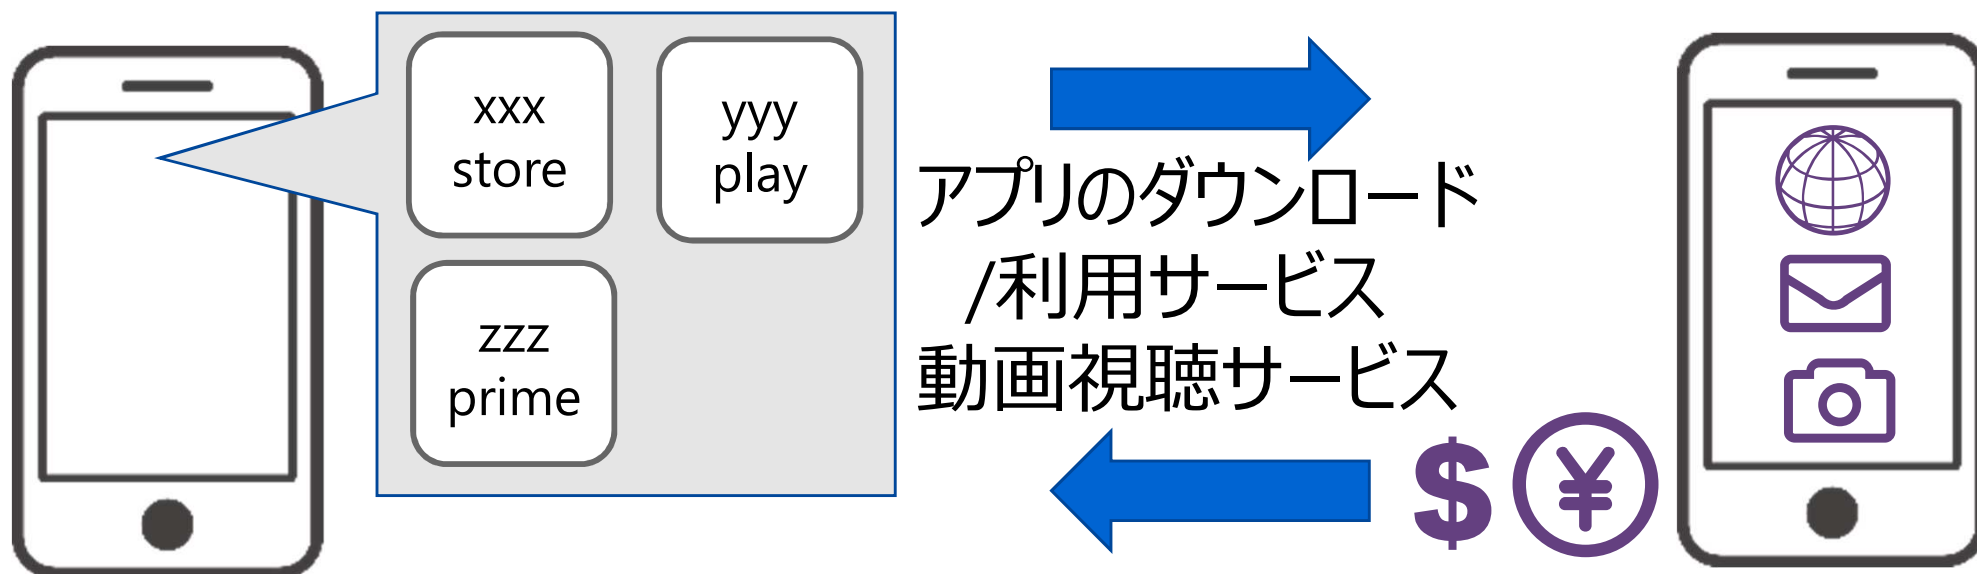 xxx
store
yyy
play
zzz
prime
アプリのダウンロード
/利用サービス
動画視聴サービス
$ ¥